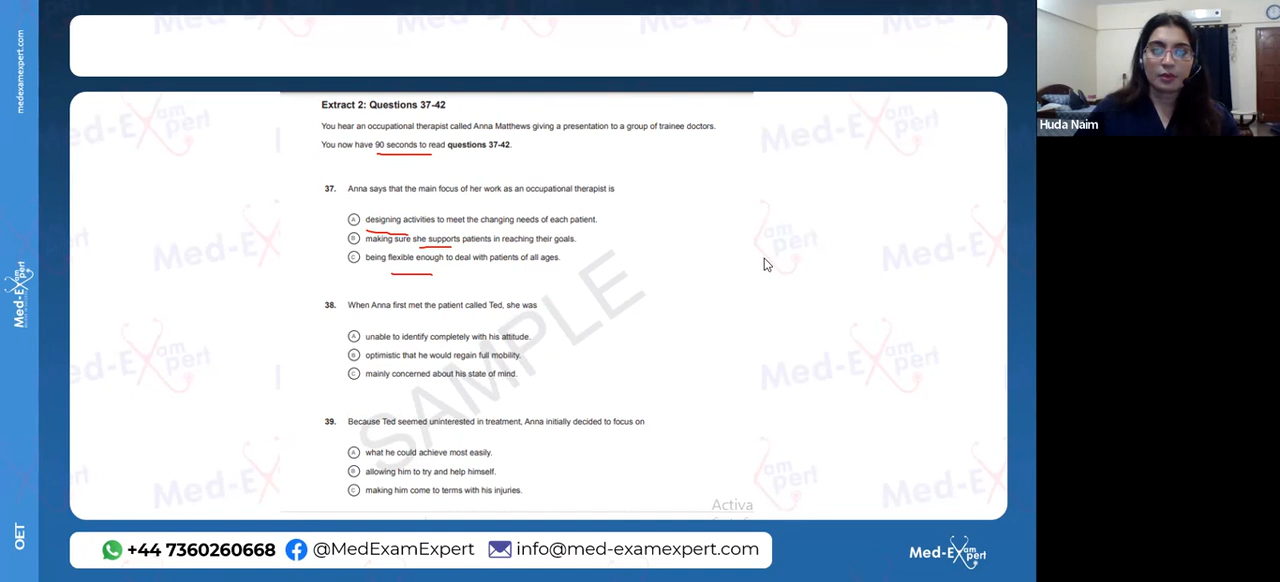 medexamexpert.com
Med-Exam Expert
OET
Extract 2: Questions 37-42
You hear an occupational therapist called Anna Matthews giving a presentation to a group of trainee doctors.
You now have 90 seconds to read questions 37-42.
37. Anna says that the main focus of her work as an occupational therapist is
A designing activities to meet the changing needs of each patient.
B making sure she supports patients in reaching their goals.
C being flexible enough to deal with patients of all ages.
38. When Anna first met the patient called Ted, she was
A unable to identify completely with his attitude.
B optimistic that he would regain full mobility.
C mainly concerned about his state of mind.
39. Because Ted seemed uninterested in treatment, Anna initially decided to focus on
A what he could achieve most easily.
B allowing him to try and help himself.
C making him come to terms with his injuries.
SAMPLE
Activa
+44 7360260668 @MedExamExpert info@med-examexpert.com
Med-Exam Expert
Huda Naim